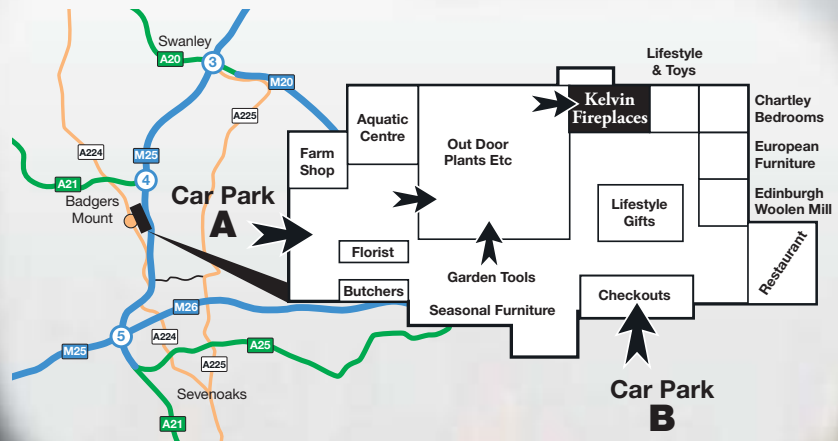 Swanley
A20
3
M20
A225
A224
M25
4
A21
Badgers
Mount
M26
5
M25
A224
A225
A25
Sevenoaks
A21
Car Park
A
Farm
Shop
Aquatic
Centre
Out Door
Plants Etc
Kelvin
Fireplaces
Lifestyle
& Toys
Chartley
Bedrooms
European
Furniture
Edinburgh
Woolen Mill
Lifestyle
Gifts
Restaurant
Florist
Butchers
Garden Tools
Seasonal Furniture
Checkouts
Car Park
B